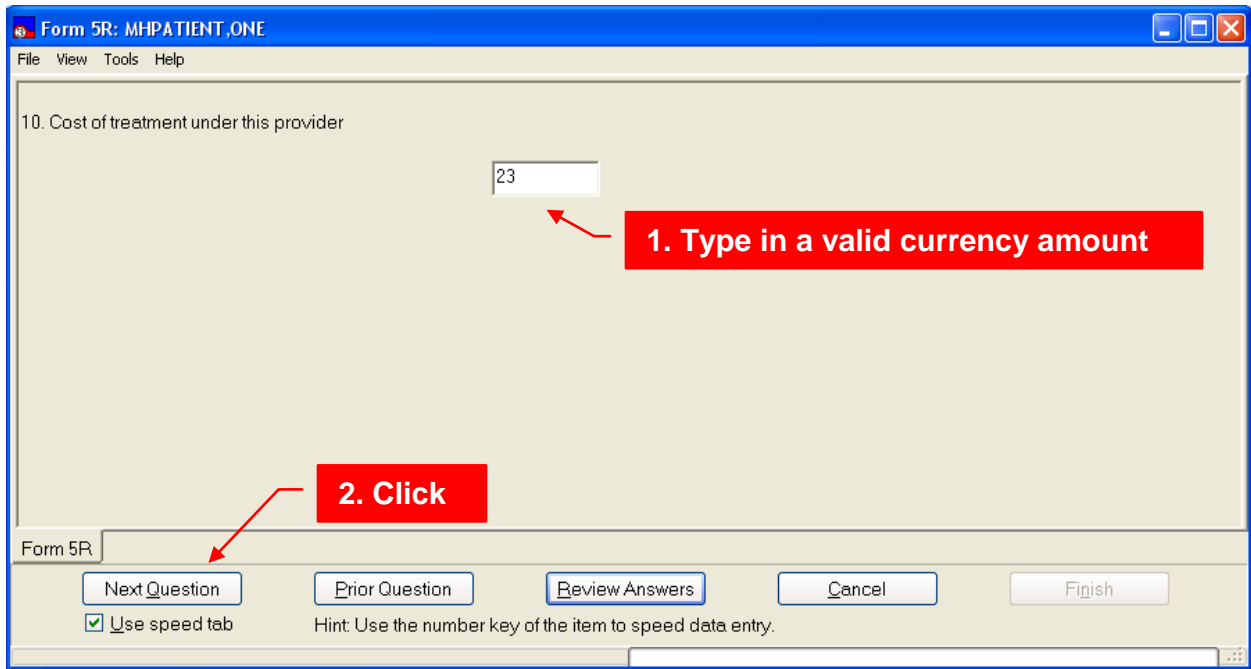 Form 5R: MHPATIENT,ONE
File View Tools Help
10. Cost of treatment under this provider
23
1. Type in a valid currency amount
2. Click
Form 5R
Next Question Prior Question Review Answers Cancel Finish
Use speed tab Hint: Use the number key of the item to speed data entry.